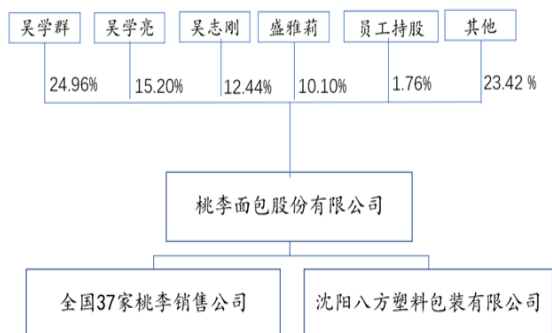 吴学群 吴学亮 吴志刚 盛雅莉 员工持股 其他
24.96% 15.20% 12.44% 10.10% 1.76% 23.42 %
桃李面包股份有限公司
全国37家桃李销售公司 沈阳八方塑料包装有限公司